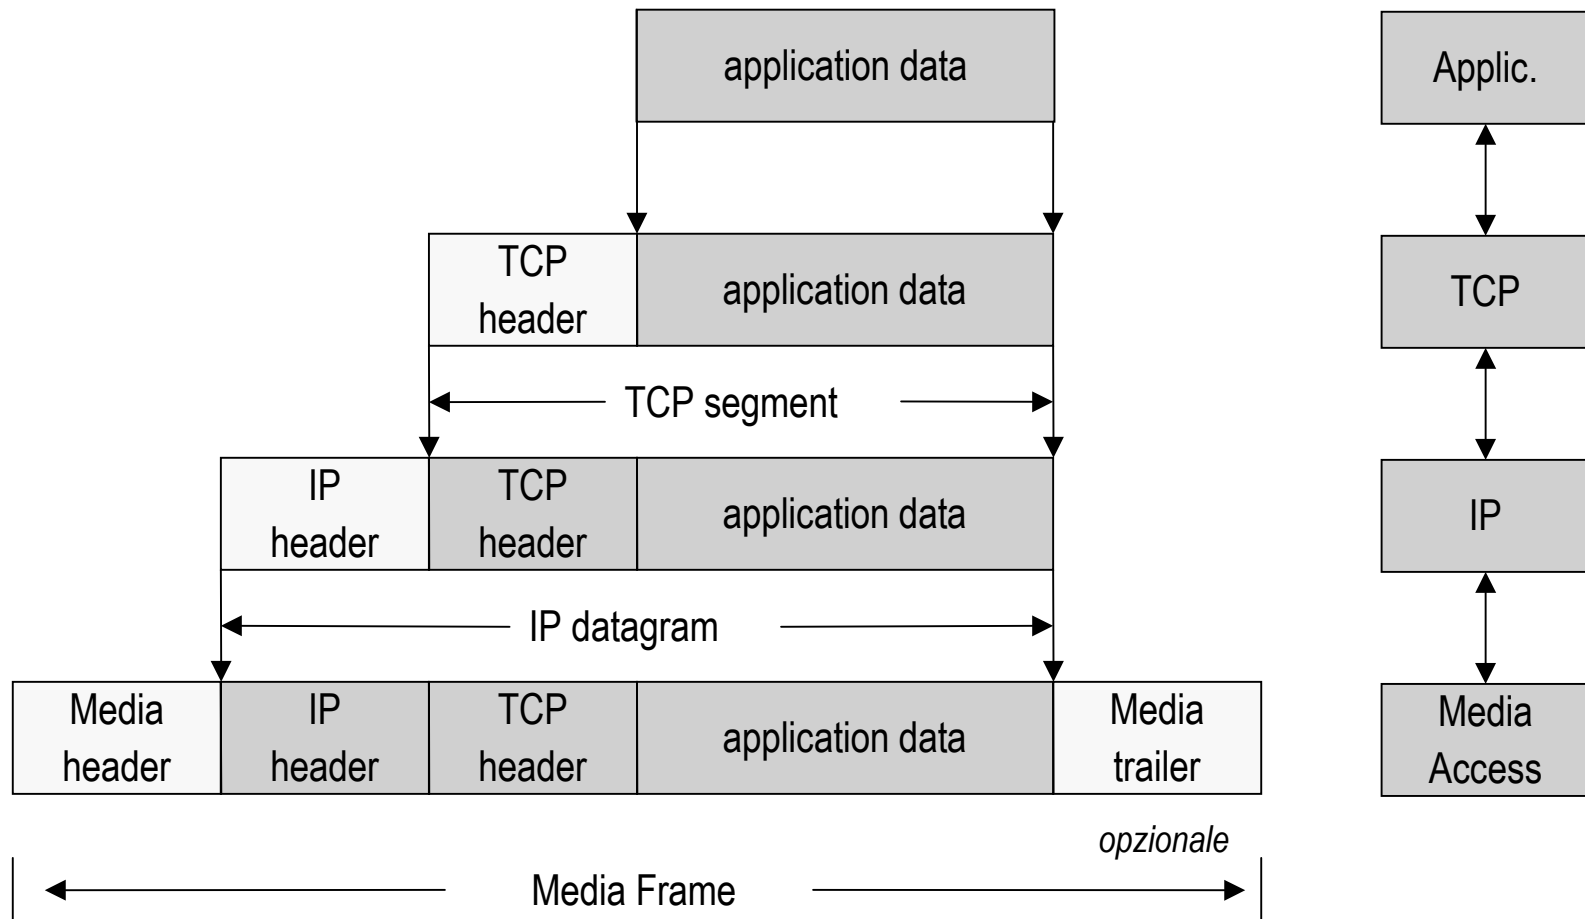 application data
Applic.
TCP
header
application data
TCP
TCP segment
IP
header
TCP
header
application data
IP
IP datagram
Media
header
IP
header
TCP
header
application data
Media
trailer
Media
Access
opzionale
Media Frame